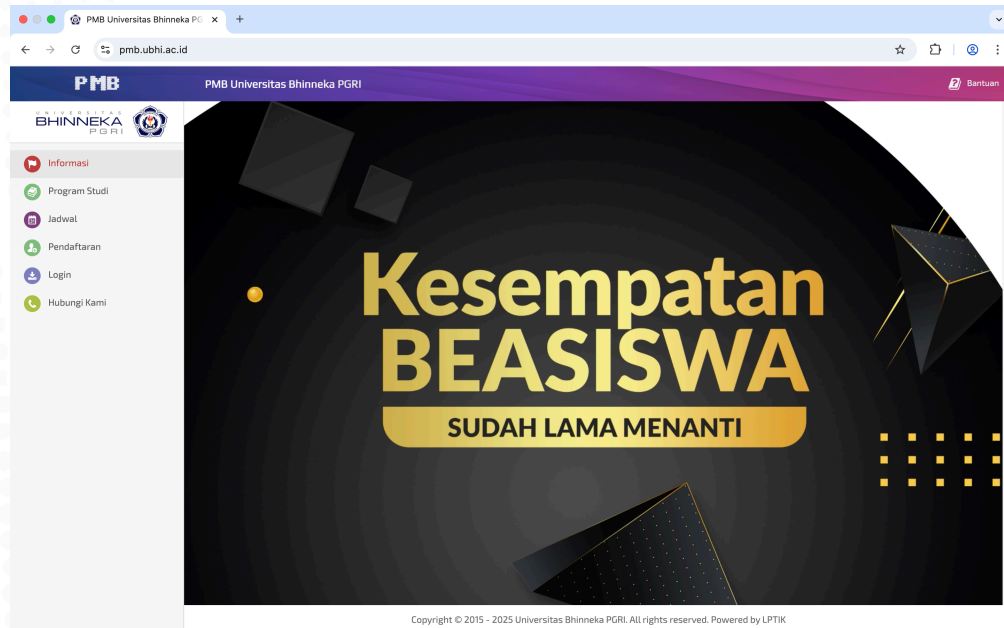 PMB Universitas Bhinneka PG
pmb.ubhi.ac.id
PMB
PMB Universitas Bhinneka PGRI
Bantuan
UNIVERSITAS
BHINNEKA
PGRI
Informasi
Program Studi
Jadwal
Pendaftaran
Login
Hubungi Kami
Kesempatan
BEASISWA
SUDAH LAMA MENANTI
Copyright © 2015 - 2025 Universitas Bhinneka PGRI. All rights reserved. Powered by LPTIK